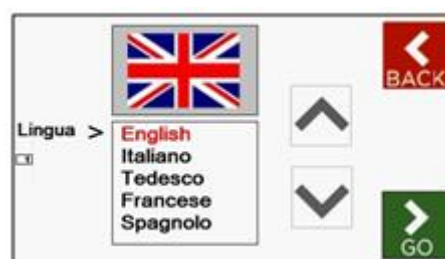 BACK
Lingua >
English
Italiano
Tedesco
Francese
Spagnolo
GO